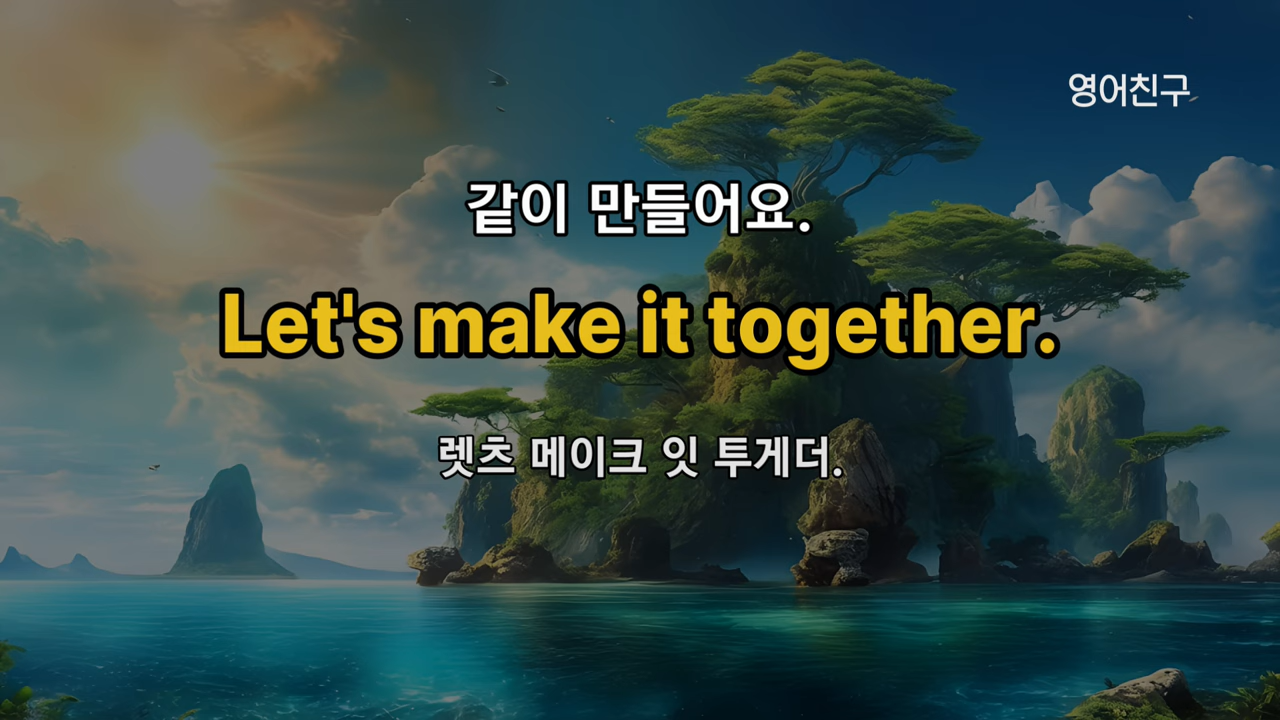 영어친구
같이 만들어요.
Let's make it together.
렛츠 메이크 잇 투게더.